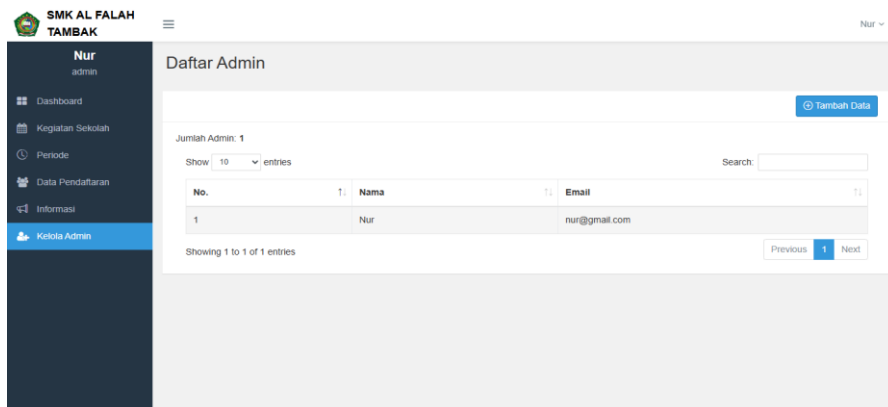 SMK AL FALAH
TAMBAK
Nur
Nur
admin
Dashboard
Kegiatan Sekolah
Periode
Data Pendaftaran
Informasi
Kelola Admin
Daftar Admin
Tambah Data
Jumlah Admin: 1
Show 10 entries
Search:
No. Nama Email
1 Nur nur@gmail.com
Showing 1 to 1 of 1 entries
Previous 1 Next